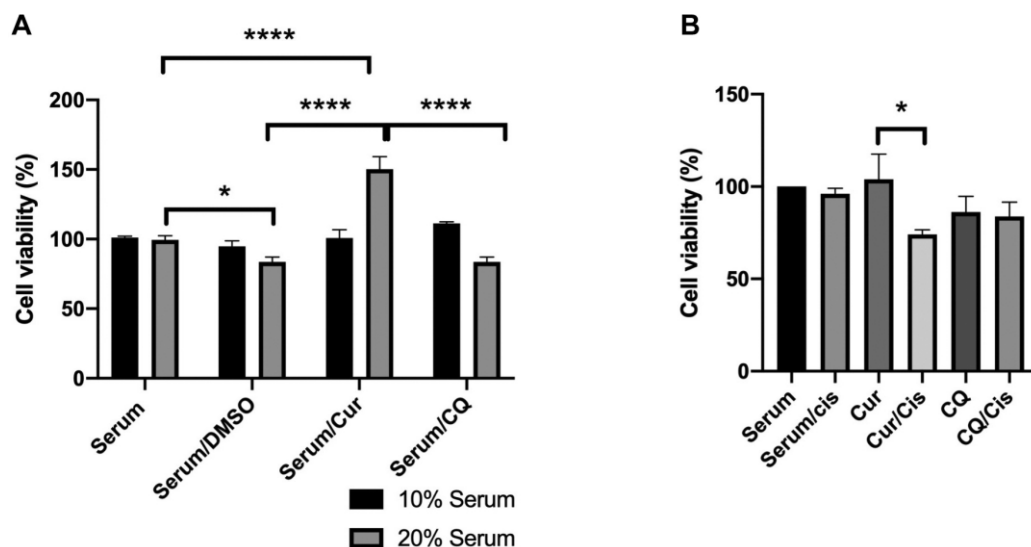 A
B
****
****
****
*
*
Cell viability (%)
200
150
100
50
0
Serum
Serum/DMSO
Serum/Cur
Serum/CQ
10% Serum
20% Serum
Cell viability (%)
150
100
50
0
Serum
Serum/cis
Cur
Cur/Cis
CQ
CQ/Cis